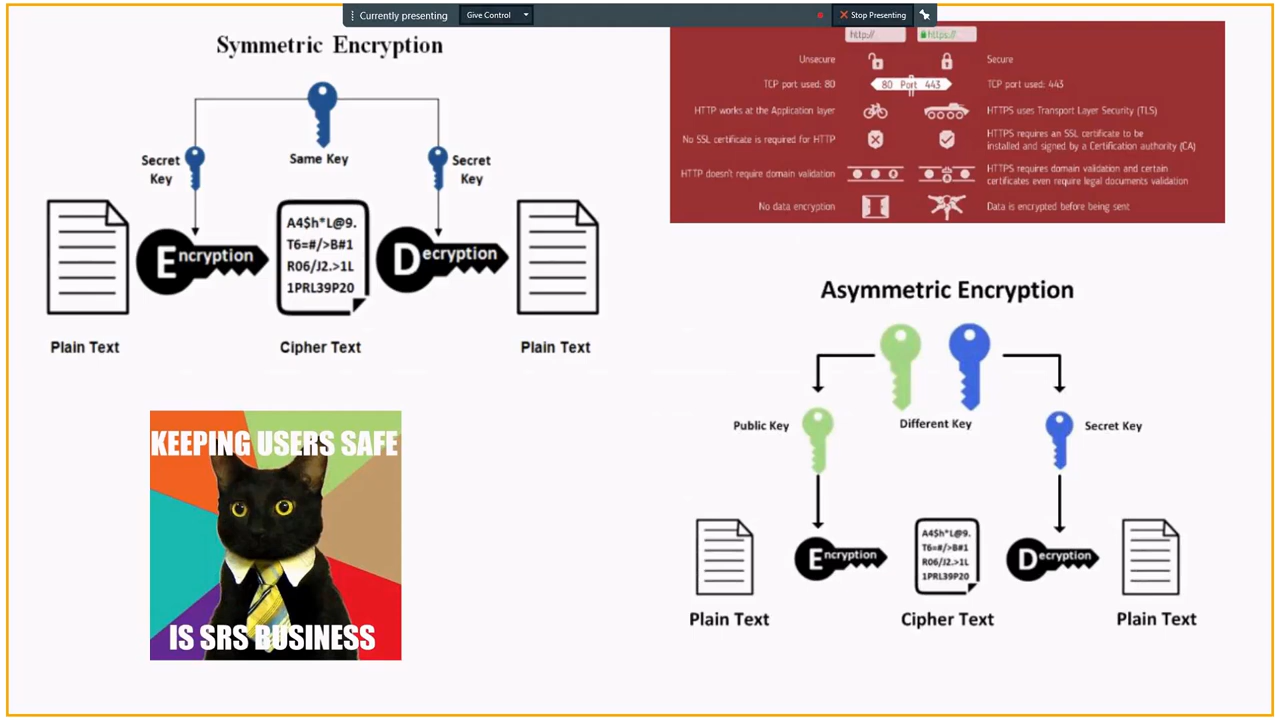 Currently presenting
Give Control
Stop Presenting
Symmetric Encryption
Same Key
Secret
Key
Secret
Key
Encryption
A4$h*L@9.
T6=#/>B#1
R06/J2.>1L
1PRL39P20
Decryption
Plain Text
Cipher Text
Plain Text
KEEPING USERS SAFE
IS SRS BUSINESS
http://
https://
Unsecure
Secure
TCP port used: 80
80 Port 443
TCP port used: 443
HTTP works at the Application layer
HTTPS uses Transport Layer Security (TLS)
No SSL certificate is required for HTTP
HTTPS requires an SSL certificate to be
installed and signed by a Certification authority (CA)
HTTP doesn't require domain validation
HTTPS requires domain validation and certain
certificates even require legal documents validation
No data encryption
Data is encrypted before being sent
Asymmetric Encryption
Public Key
Different Key
Secret Key
Encryption
A4$h*L@9.
T6=#/>B#1
R06/J2.>1L
1PRL39P20
Decryption
Plain Text
Cipher Text
Plain Text